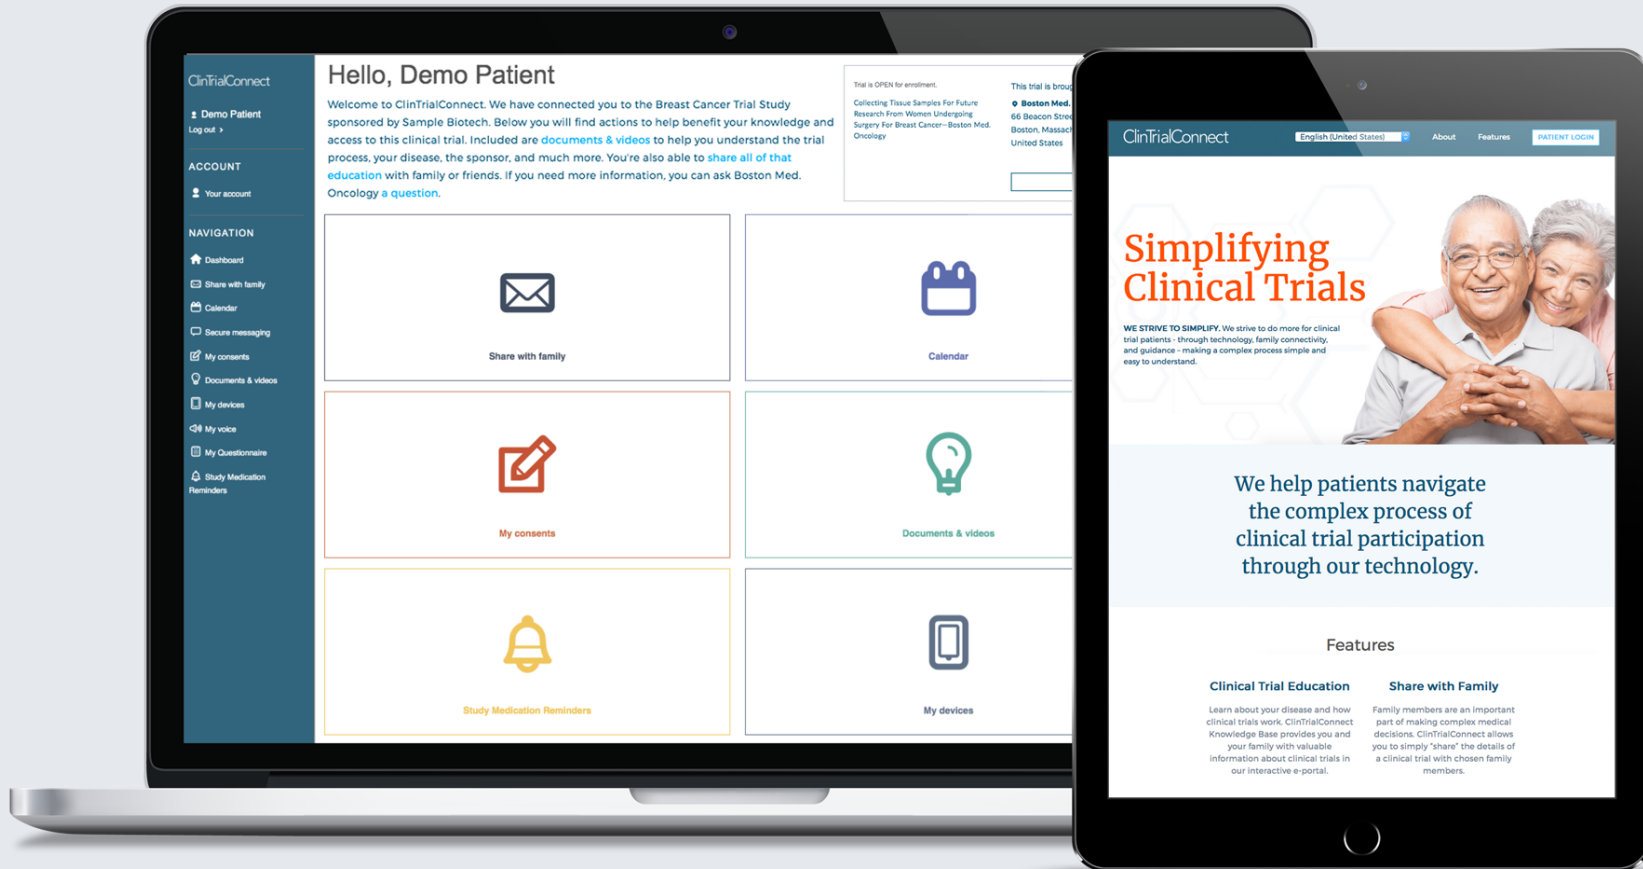 ClinTrialConnect
Demo Patient
Log out ›
ACCOUNT
Your account
NAVIGATION
Dashboard
Share with family
Calendar
Secure messaging
My consents
Documents & videos
My devices
My voice
My Questionnaire
Study Medication
Reminders
Hello, Demo Patient
Welcome to ClinTrialConnect. We have connected you to the Breast Cancer Trial Study
sponsored by Sample Biotech. Below you will find actions to help benefit your knowledge and
access to this clinical trial. Included are documents & videos to help you understand the trial
process, your disease, the sponsor, and much more. You're also able to share all of that
education with family or friends. If you need more information, you can ask Boston Med.
Oncology a question.
Trial is OPEN for enrollment.
Collecting Tissue Samples For Future
Research From Women Undergoing
Surgery For Breast Cancer—Boston Med.
Oncology
This trial is
Boston Med.
66 Beacon
Boston,
United States
Share with family
Calendar
My consents
Documents & videos
Study Medication Reminders
My devices
ClinTrialConnect
English (United States)
About
Features
PATIENT LOGIN
Simplifying
Clinical Trials
WE STRIVE TO SIMPLIFY. We strive to do more for clinical
trial patients - through technology, family connectivity,
and guidance - making a complex process simple and
easy to understand.
We help patients navigate
the complex process of
clinical trial participation
through our technology.
Features
Clinical Trial Education
Learn about your disease and how
clinical trials work. ClinTrialConnect
Knowledge Base provides you and
your family with valuable
information about clinical trials in
our interactive e-portal.
Share with Family
Family members are an important
part of making complex medical
decisions. ClinTrialConnect allows
you to simply "share" the details of
a clinical trial with chosen family
members.